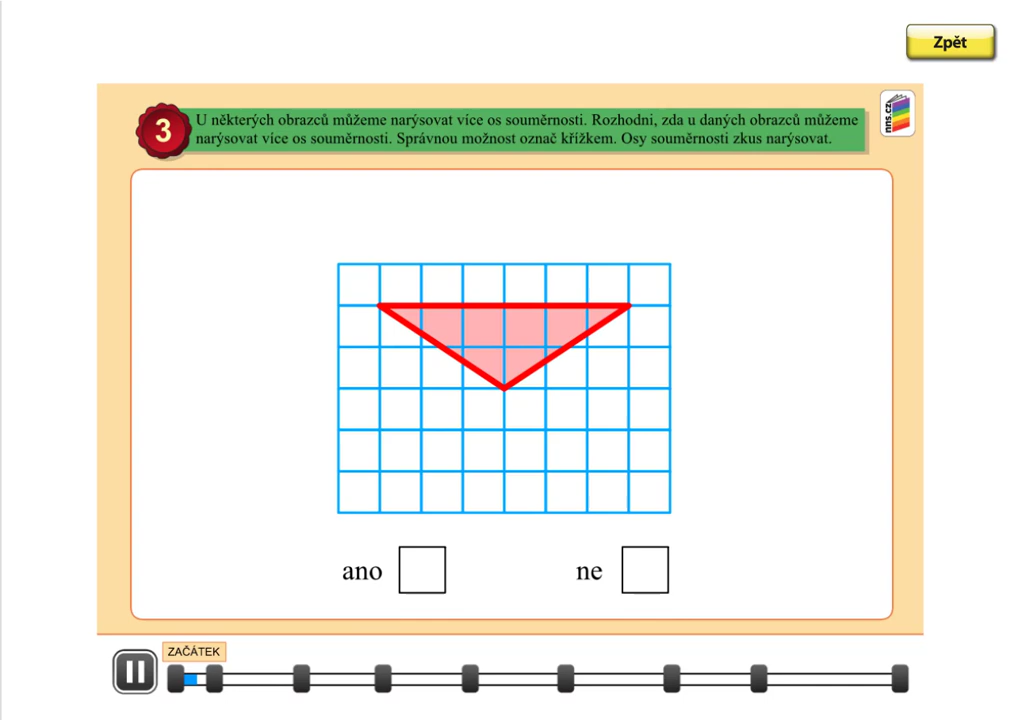 Zpět
3
U některých obrazců můžeme narýsovat více os souměrnosti. Rozhodni, zda u daných obrazců můžeme
narýsovat více os souměrnosti. Správnou možnost označ křížkem. Osy souměrnosti zkus narýsovat.
nns.cz
ano
ne
ZAČÁTEK